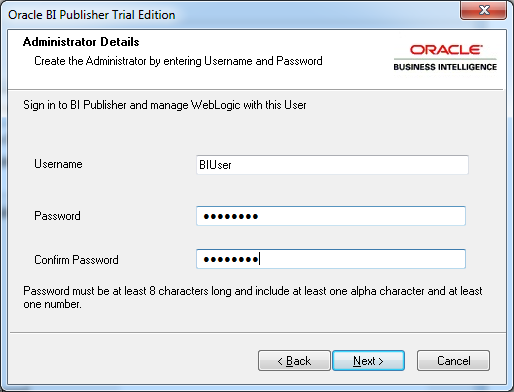 Oracle BI Publisher Trial Edition
Administrator Details
Create the Administrator by entering Username and Password
ORACLE
BUSINESS INTELLIGENCE
Sign in to BI Publisher and manage WebLogic with this User
Username
BIUser
Password
●●●●●●●●
Confirm Password
●●●●●●●●
Password must be at least 8 characters long and include at least one alpha character and at least
one number.
< Back
Next >
Cancel